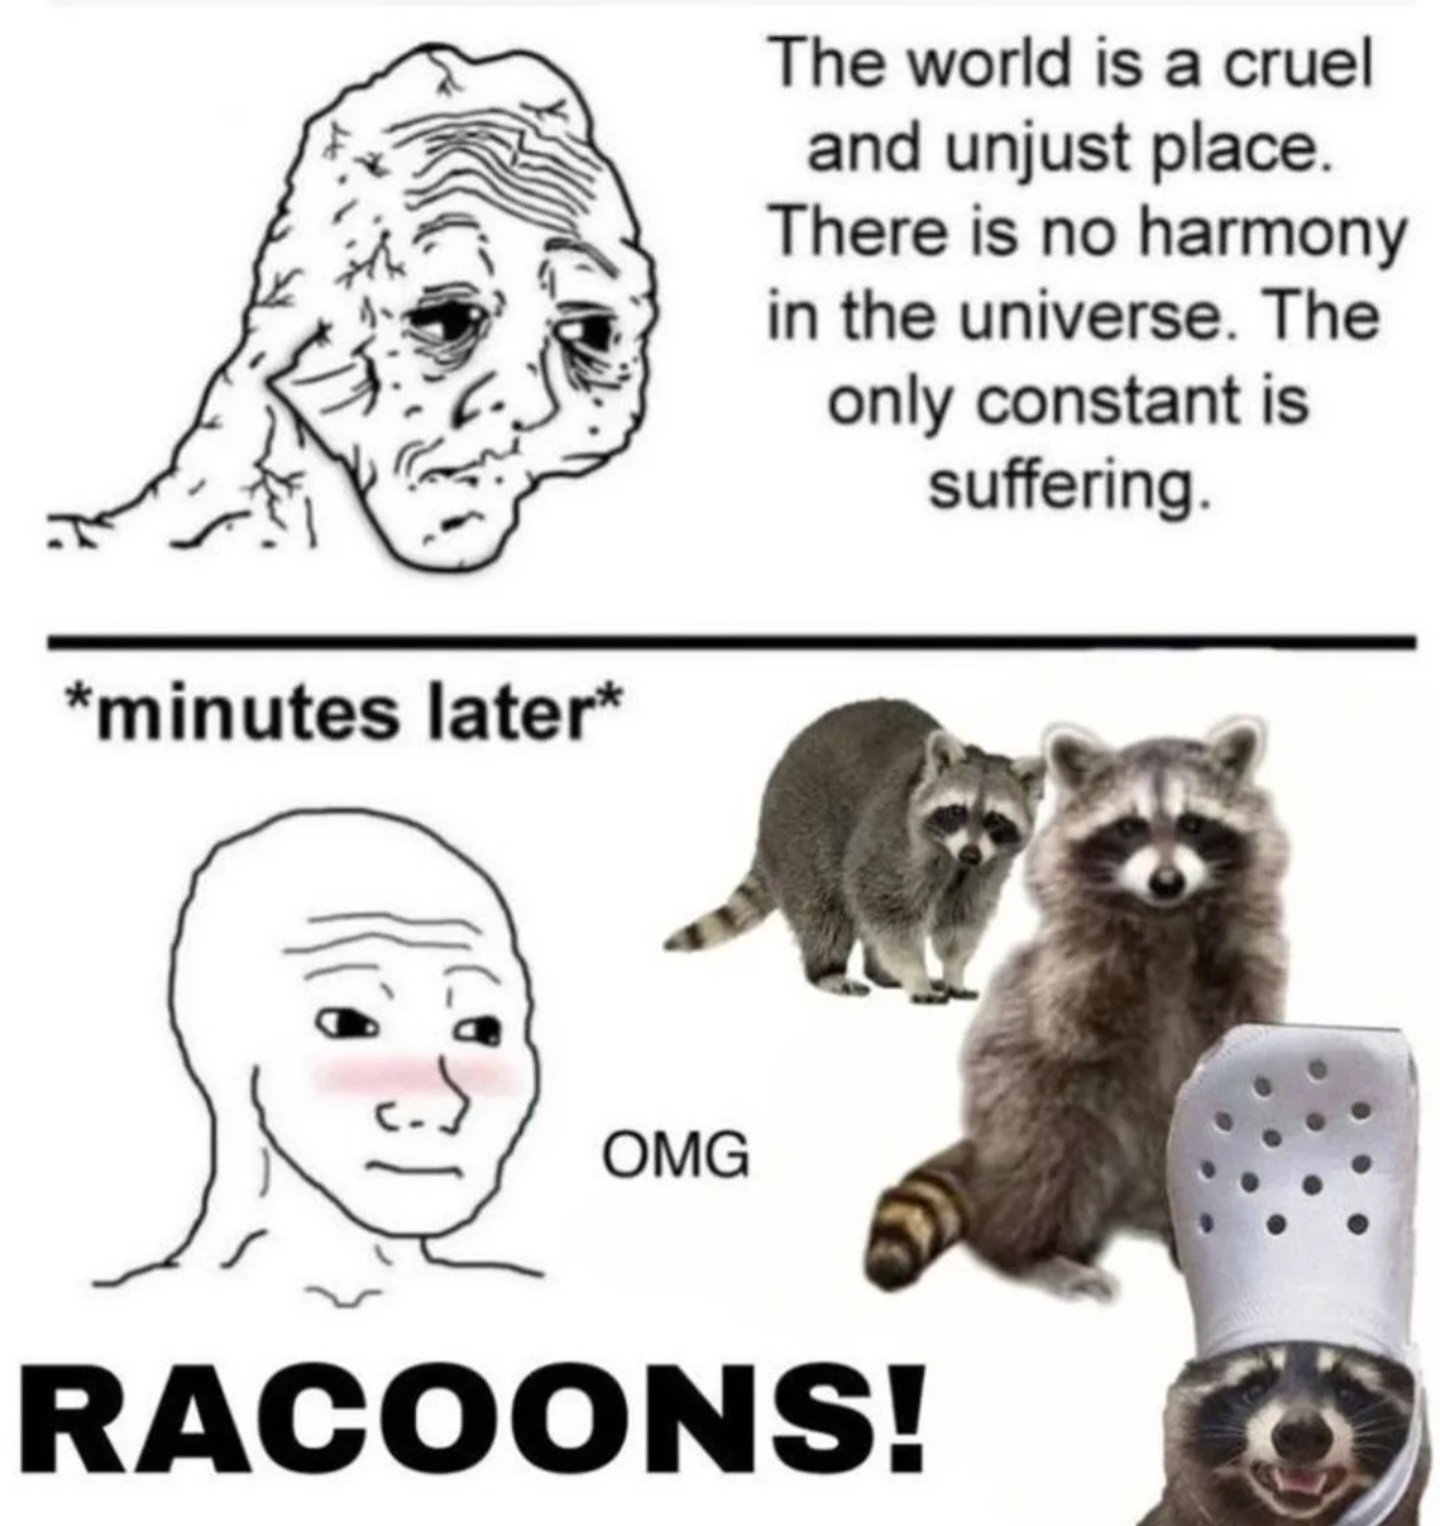 The world is a cruel
and unjust place.
There is no harmony
in the universe. The
only constant is
suffering.
*minutes later*
OMG
RACOONS!